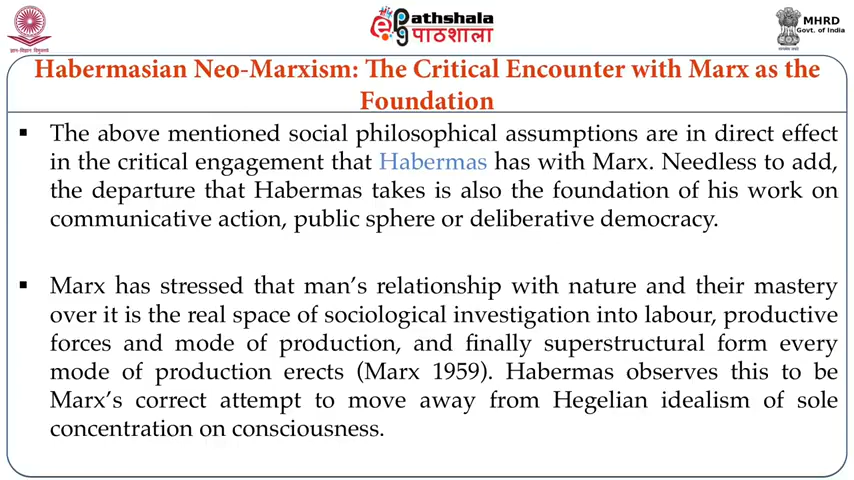 Pathshala
पाठशाला
MHRD
Govt. of India
Habermasian Neo-Marxism: The Critical Encounter with Marx as the
Foundation
▪ The above mentioned social philosophical assumptions are in direct effect
in the critical engagement that Habermas has with Marx. Needless to add,
the departure that Habermas takes is also the foundation of his work on
communicative action, public sphere or deliberative democracy.
▪ Marx has stressed that man’s relationship with nature and their mastery
over it is the real space of sociological investigation into labour, productive
forces and mode of production, and finally superstructural form every
mode of production erects (Marx 1959). Habermas observes this to be
Marx’s correct attempt to move away from Hegelian idealism of sole
concentration on consciousness.